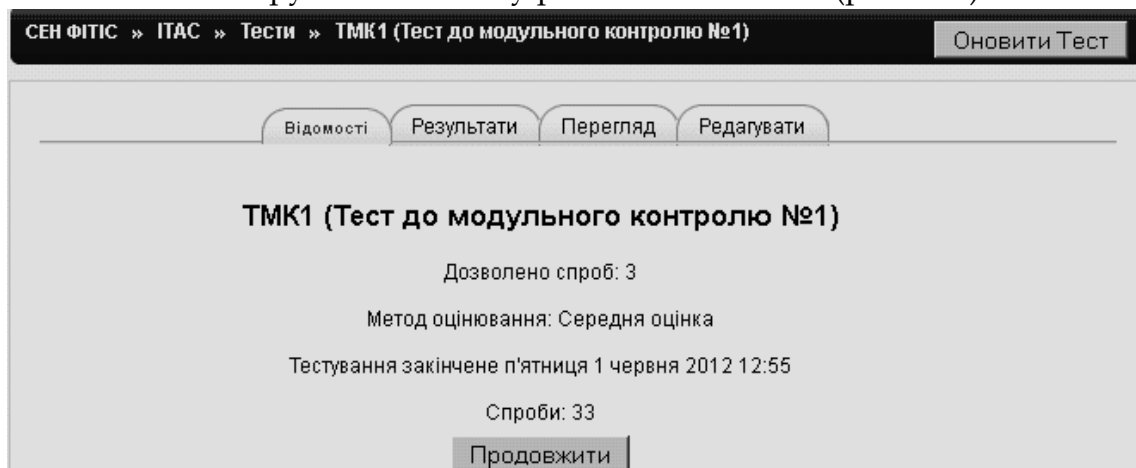 СЕН ФІТІС » ІТАС » Тести » ТМК1 (Тест до модульного контролю №1)
Оновити Тест
Відомості Результати Перегляд Редагувати
ТМК1 (Тест до модульного контролю №1)
Дозволено спроб: 3
Метод оцінювання: Середня оцінка
Тестування закінчене п'ятниця 1 червня 2012 12:55
Спроби: 33
Продовжити